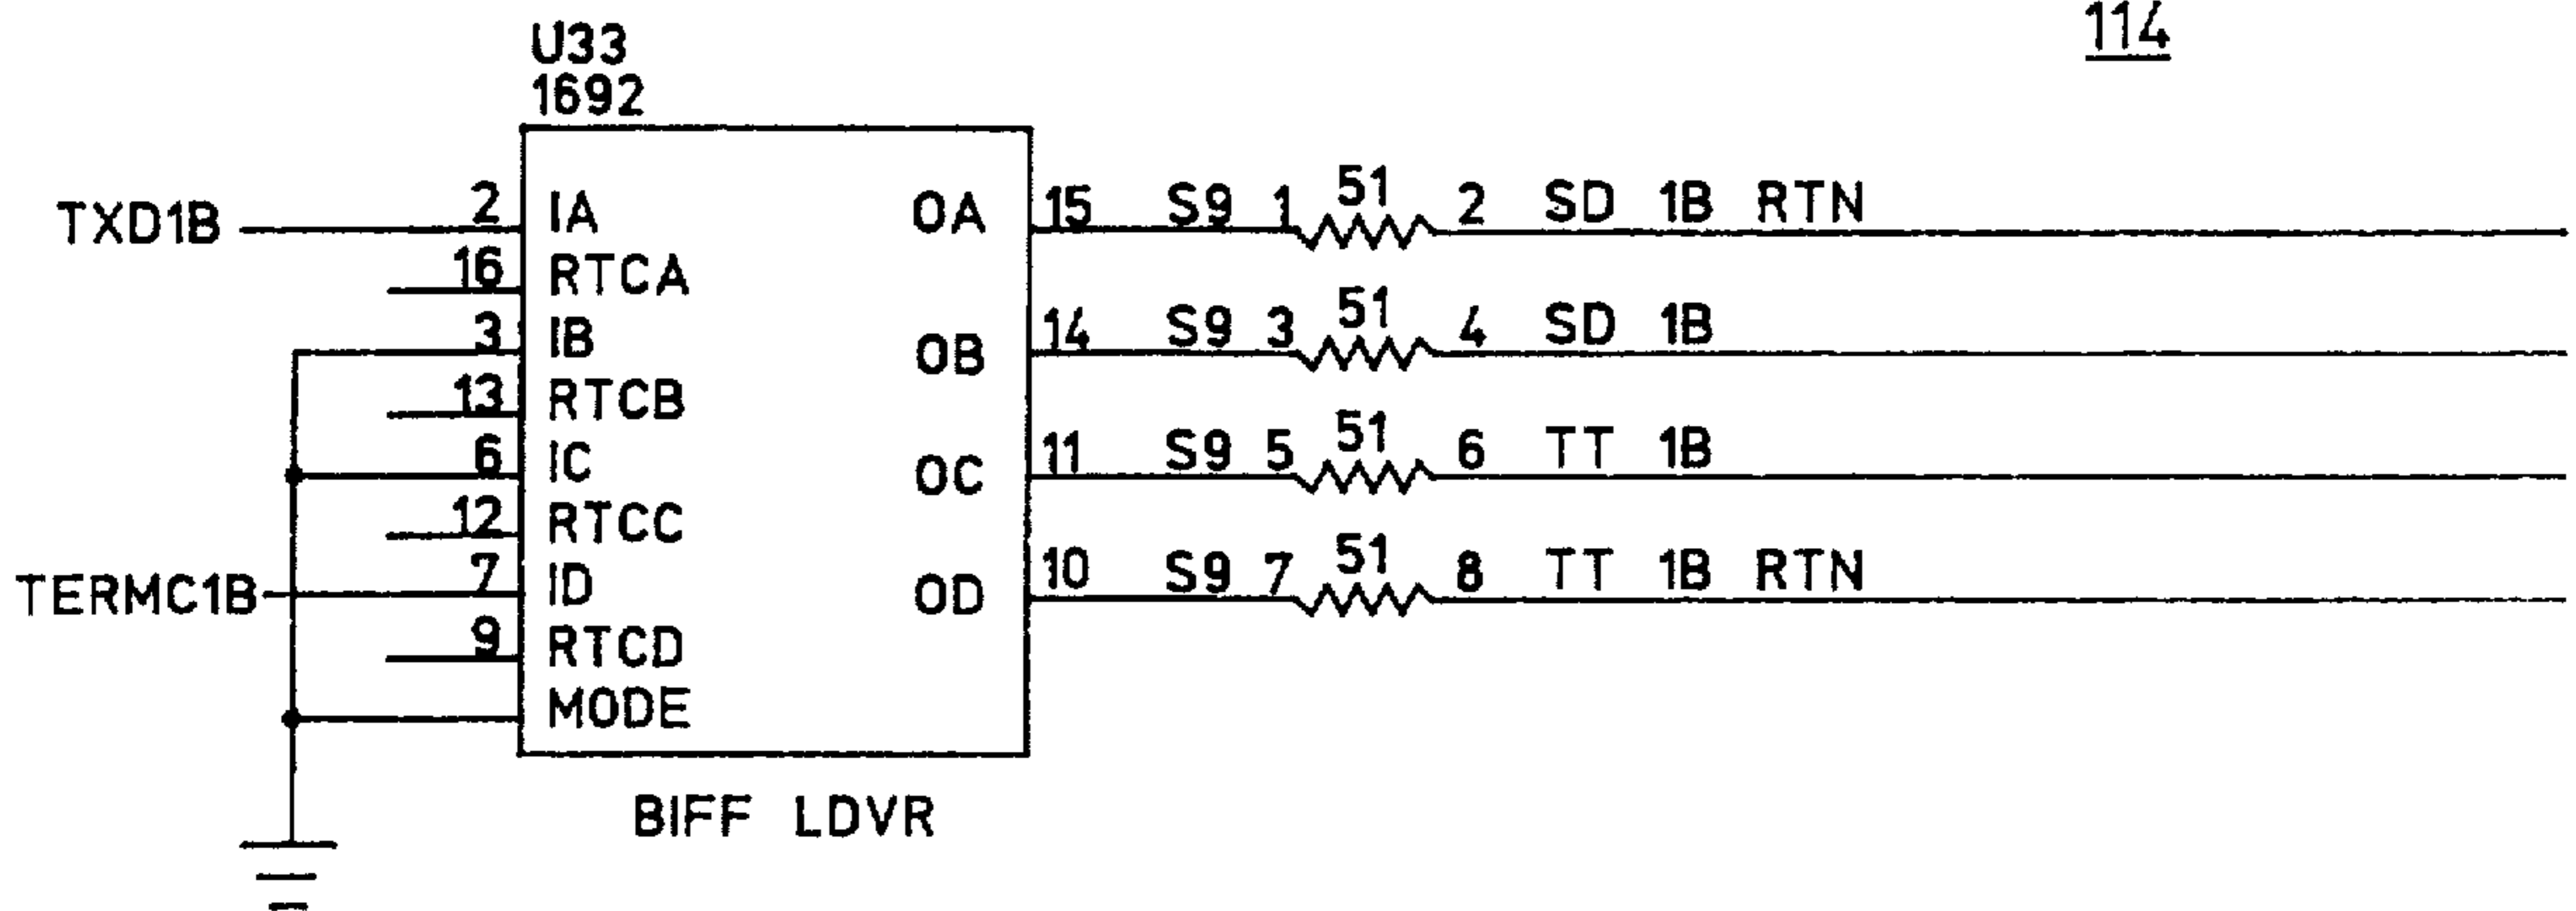 114
U33
1692
TXD1B 2 IA OA 15 S9 1 51 2 SD 1B RTN
16 RTCA
3 IB OB 14 S9 3 51 4 SD 1B
13 RTCB
6 IC OC 11 S9 5 51 6 TT 1B
12 RTCC
TERMC1B 7 ID OD 10 S9 7 51 8 TT 1B RTN
9 RTCD
MODE
BIFF LDVR